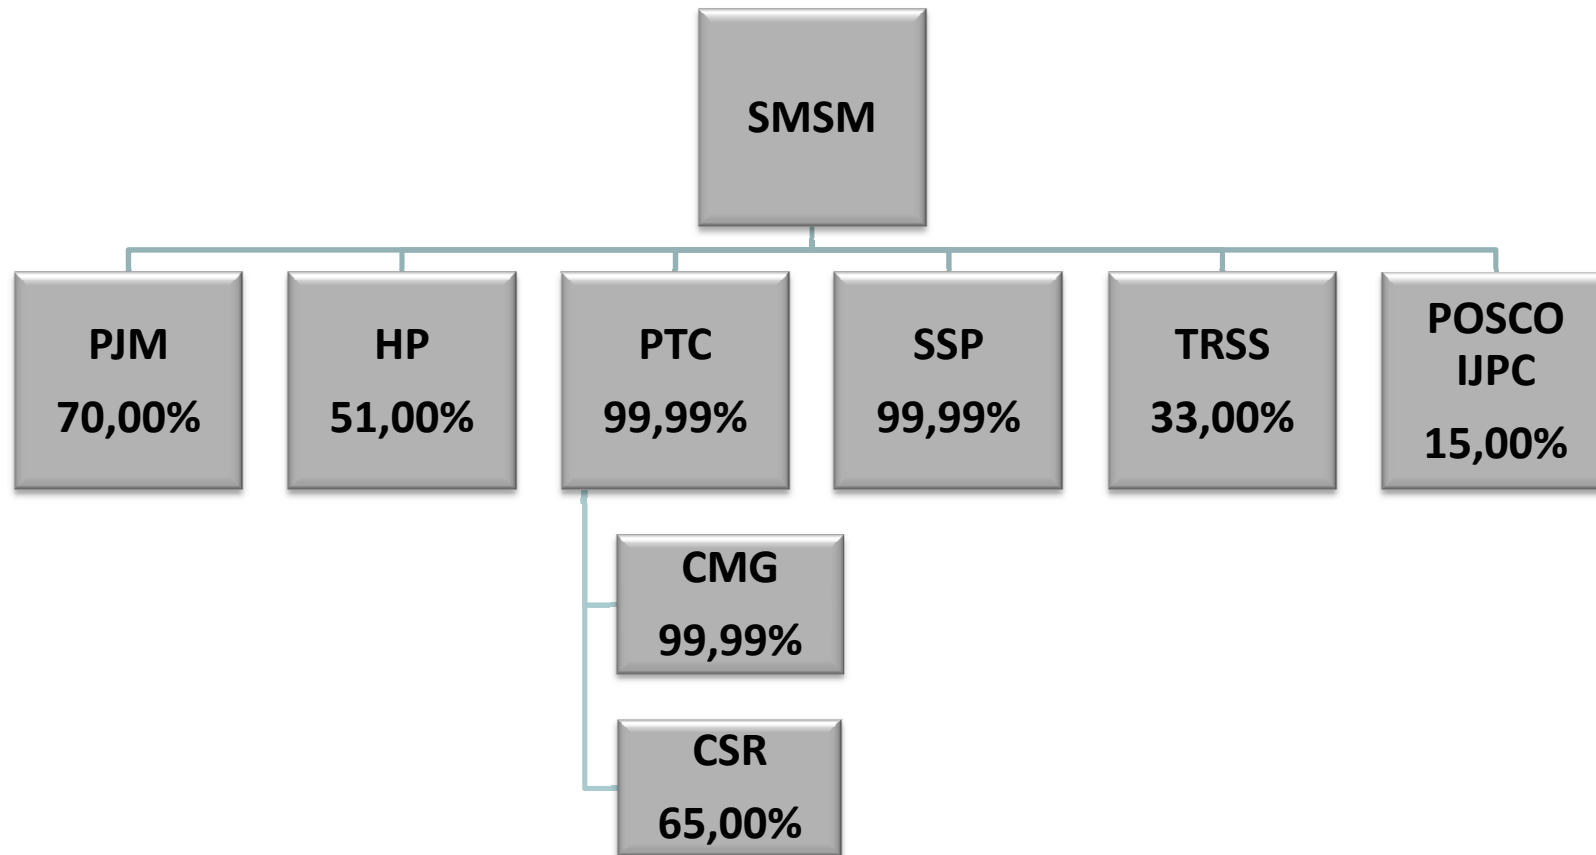 SMSM
PJM
70,00%
HP
51,00%
PTC
99,99%
SSP
99,99%
TRSS
33,00%
POSCO
IJPC
15,00%
CMG
99,99%
CSR
65,00%